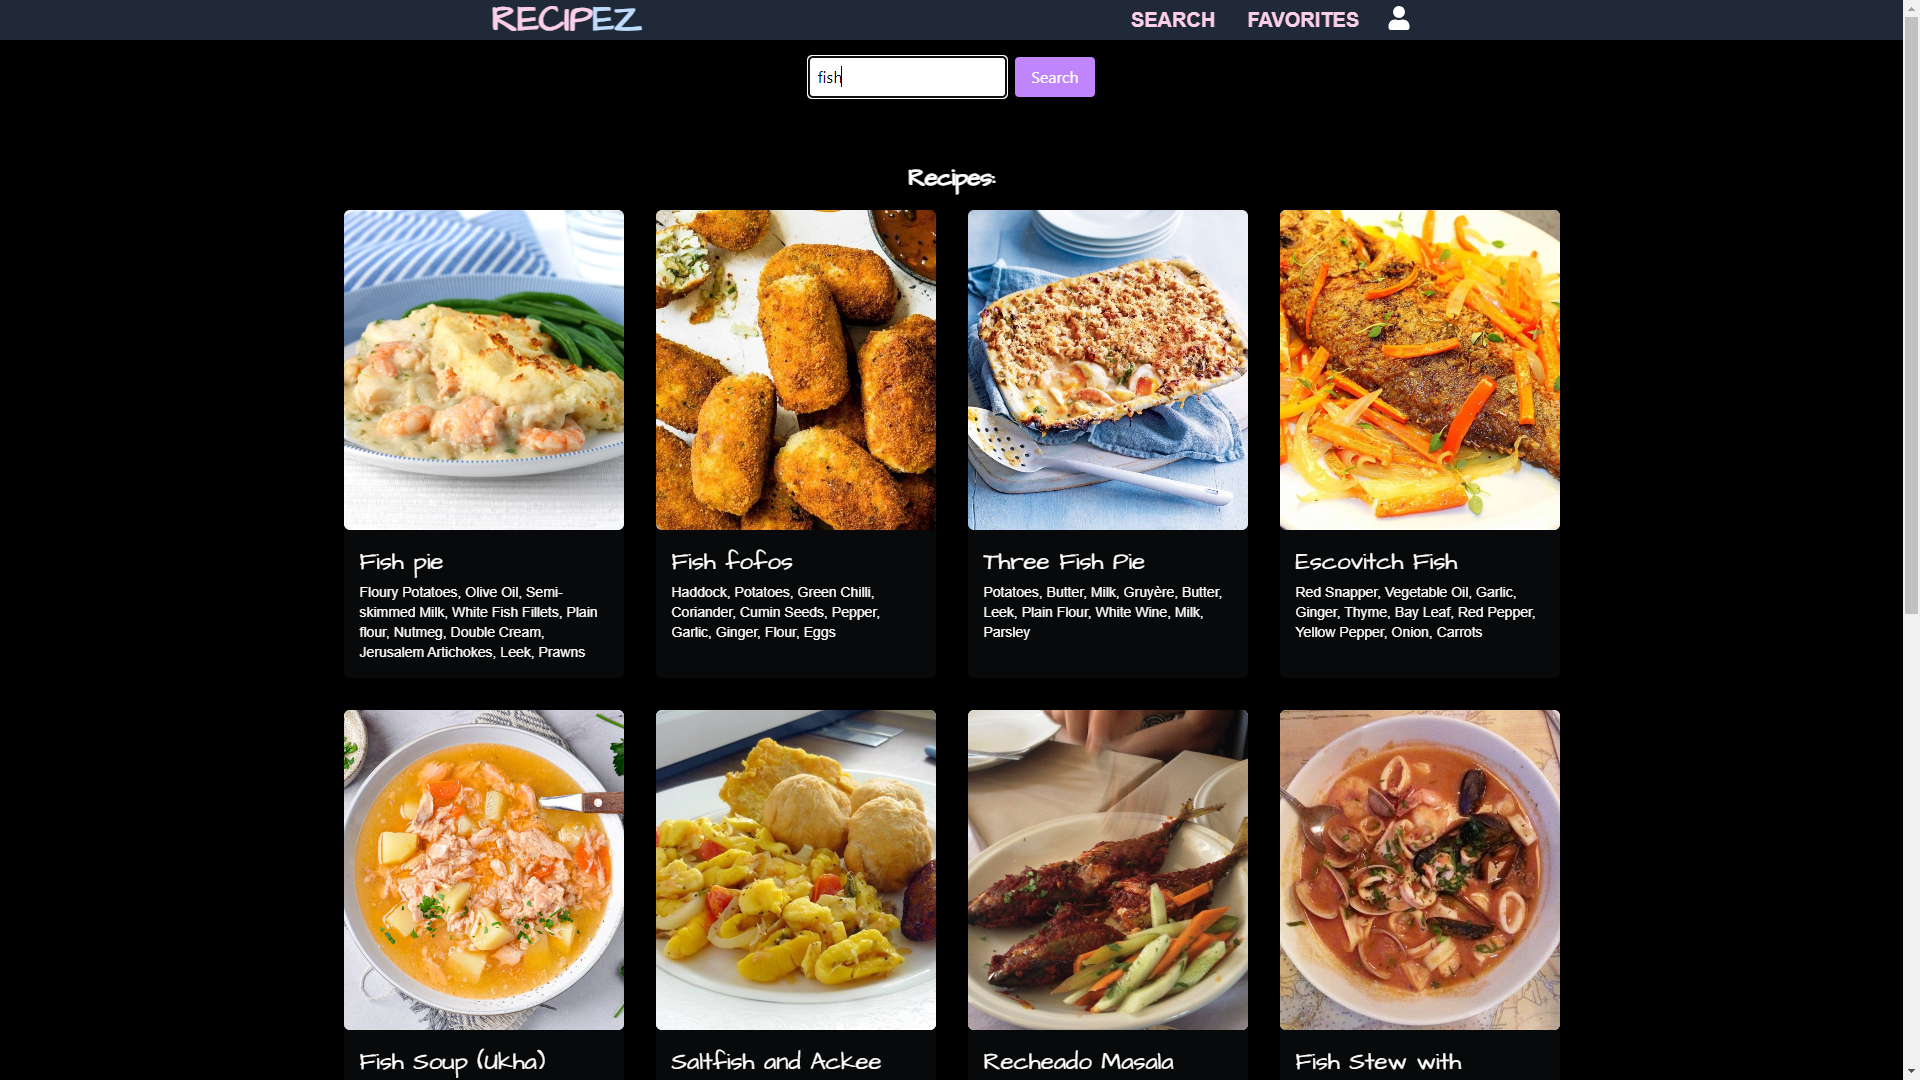 RECIPEZ
SEARCH
FAVORITES
fish
Search
Recipes:
Fish pie
Floury Potatoes, Olive Oil, Semi-
skimmed Milk, White Fish Fillets, Plain
flour, Nutmeg, Double Cream,
Jerusalem Artichokes, Leek, Prawns
Fish fofos
Haddock, Potatoes, Green Chilli,
Coriander, Cumin Seeds, Pepper,
Garlic, Ginger, Flour, Eggs
Three Fish Pie
Potatoes, Butter, Milk, Gruyère, Butter,
Leek, Plain Flour, White Wine, Milk,
Parsley
Escovitch Fish
Red Snapper, Vegetable Oil, Garlic,
Ginger, Thyme, Bay Leaf, Red Pepper,
Yellow Pepper, Onion, Carrots
Fish Soup (Ukha)
Saltfish and Ackee
Recheado Masala
Fish Stew with